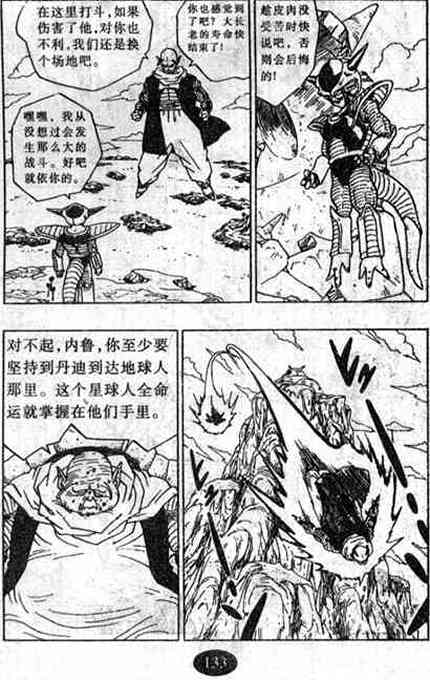 趁皮肉没
受苦时快
说吧，否
则会后悔
的！
你也感觉到
了吧？大长
老的寿命快
结束了！
在这里打斗，如果
伤害了他，对你也
不利，我们还是换
个场地吧。
嘿嘿，我从
没想过会发
生那么大的
战斗。好吧
就依你的。
对不起，内鲁，你至少要
坚持到丹迪到达地球人
那里。这个星球人全命
运就掌握在他们手里。
133